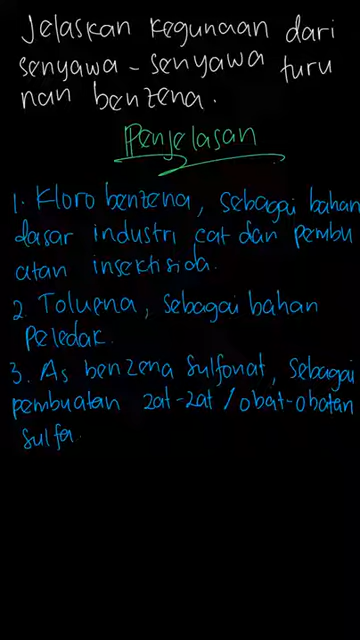 Jelaskan kegunaan dari
senyawa - senyawa turu
nan benzena.
Penjelasan
1. Kloro benzena, sebagai bahan
dasar industri cat dan pembu
atan insektisida.
2. Toluena, sebagai bahan
peledak.
3. As benzena sulfonat, sebagai
pembuatan zat-zat / obat-obatan
sulfa.